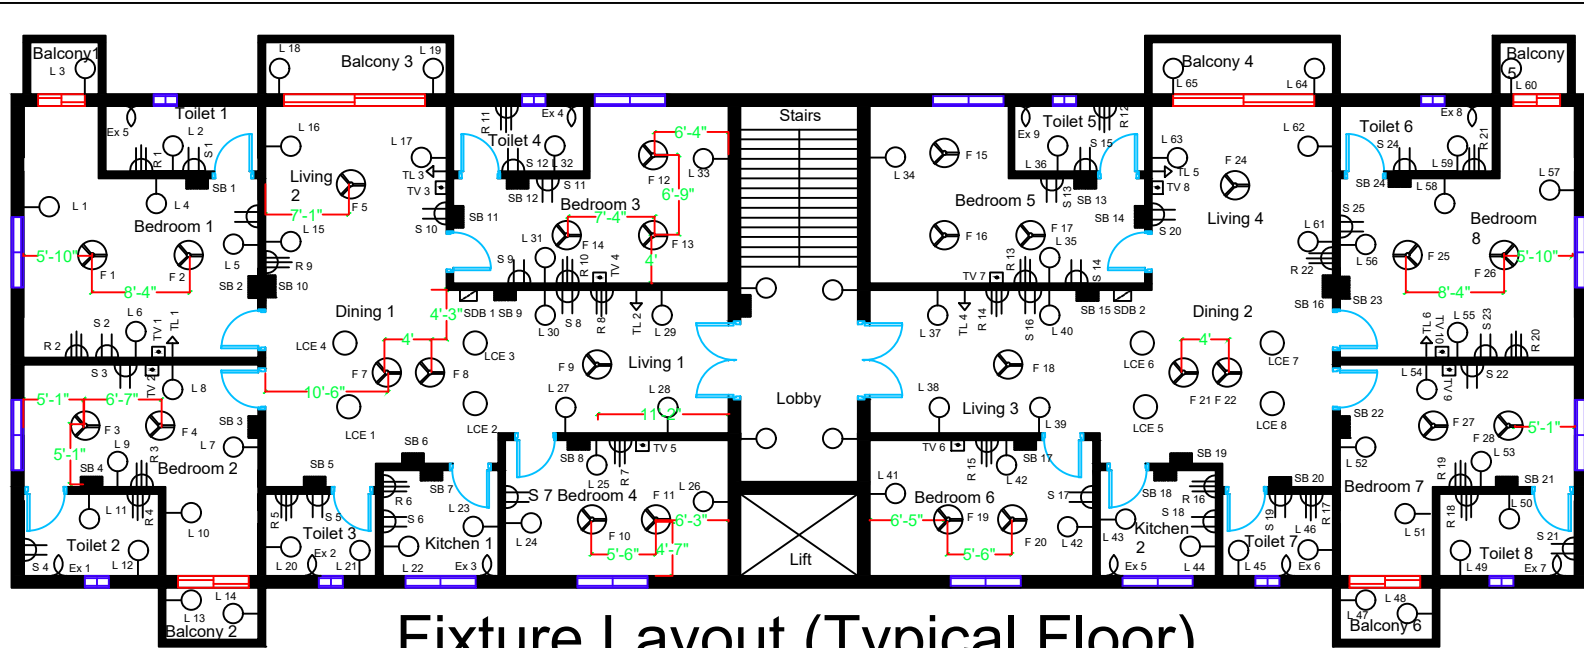 Balcony1
L 3
L 18
L 19
Balcony 3
Balcony 4
L 65
L 64
Balcony
5
L 60
Toilet 1
Ex 5
L 2
S 1
R 1
SB 1
L 1
L 4
Bedroom 1
5'-10"
F 1
F 2
8'-4"
L 5
SB 2
SB 10
L 6
TV 1
TL 1
R 2
S 2
S 3
TV 2
L 8
L 16
L 17
TL 3
TV 3
Living
2
F 5
7'-1"
L 15
R 9
S 10
SB 11
Dining 1
4'-3"
LCE 4
LCE 3
4'
F 7
F 8
10'-6"
LCE 1
LCE 2
R 11
Ex 4
Toilet 4
S 12
L 32
SB 12
S 11
6'-4"
F 12
L 33
6'-9"
Bedroom 3
7'-4"
L 31
F 14
F 13
4'
S 9
R 10
TV 4
SDB 1
SB 9
L 30
S 8
R 8
TL 2
L 29
F 9
Living 1
L 27
L 28
11'-2"
Stairs
Lobby
Lift
5'-1"
6'-7"
F 3
F 4
SB 3
5'-1"
L 9
R 3
L 7
SB 4
Bedroom 2
L 11
R 4
L 10
Toilet 2
S 4
Ex 1
L 12
L 14
L 13
Balcony 2
SB 5
SB 6
R 5
S 5
Toilet 3
Ex 2
L 20
L 21
SB 7
R 6
S 6
L 23
Kitchen 1
L 22
Ex 3
SB 8
L 25
R 7
TV 5
S 7
Bedroom 4
F 11
L 26
L 24
F 10
6'-3"
5'-6"
4'-7"
L 34
F 15
Ex 9
Toilet 5
R 12
L 36
S 15
S 13
SB 13
Bedroom 5
SB 14
F 16
F 17
L 35
S 20
TV 7
R 13
S 14
L 37
TL 4
R 14
S 16
L 40
SB 15
SDB 2
F 18
L 38
Living 3
L 39
L 63
TL 5
TV 8
L 62
F 24
Living 4
L 61
R 22
SB 16
SB 23
Dining 2
LCE 6
4'
LCE 7
F 21
F 22
LCE 5
LCE 8
Ex 8
Toilet 6
S 24
L 59
R 21
SB 24
L 58
L 57
S 25
L 56
Bedroom
8
F 25
F 26
5'-10"
8'-4"
TL 6
TV 10
L 55
S 23
R 20
L 54
TV 9
S 22
SB 22
F 27
F 28
5'-1"
L 52
L 53
R 19
SB 21
Bedroom 7
L 50
L 51
R 18
S 21
Toilet 8
L 49
Ex 7
L 47
L 48
Balcony 6
TV 6
R 15
SB 17
L 42
L 41
Bedroom 6
S 17
6'-5"
F 19
F 20
L 42
5'-6"
SB 18
SB 19
R 16
S 18
L 43
Kitchen
2
Ex 5
L 44
SB 20
S 19
L 46
R 17
Toilet 7
L 45
Ex 6
Fixture Layout (Typical Floor)